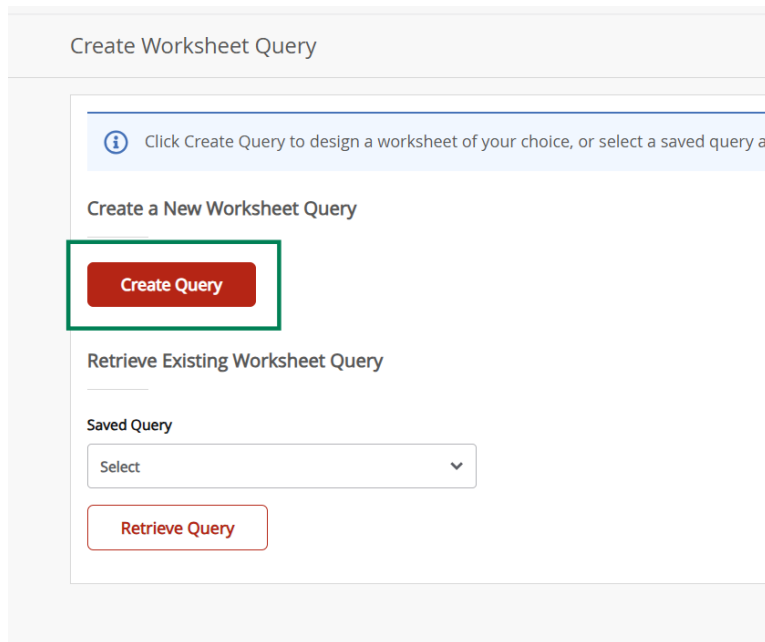 Create Worksheet Query
Click Create Query to design a worksheet of your choice, or select a saved query a
Create a New Worksheet Query
Create Query
Retrieve Existing Worksheet Query
Saved Query
Select
Retrieve Query